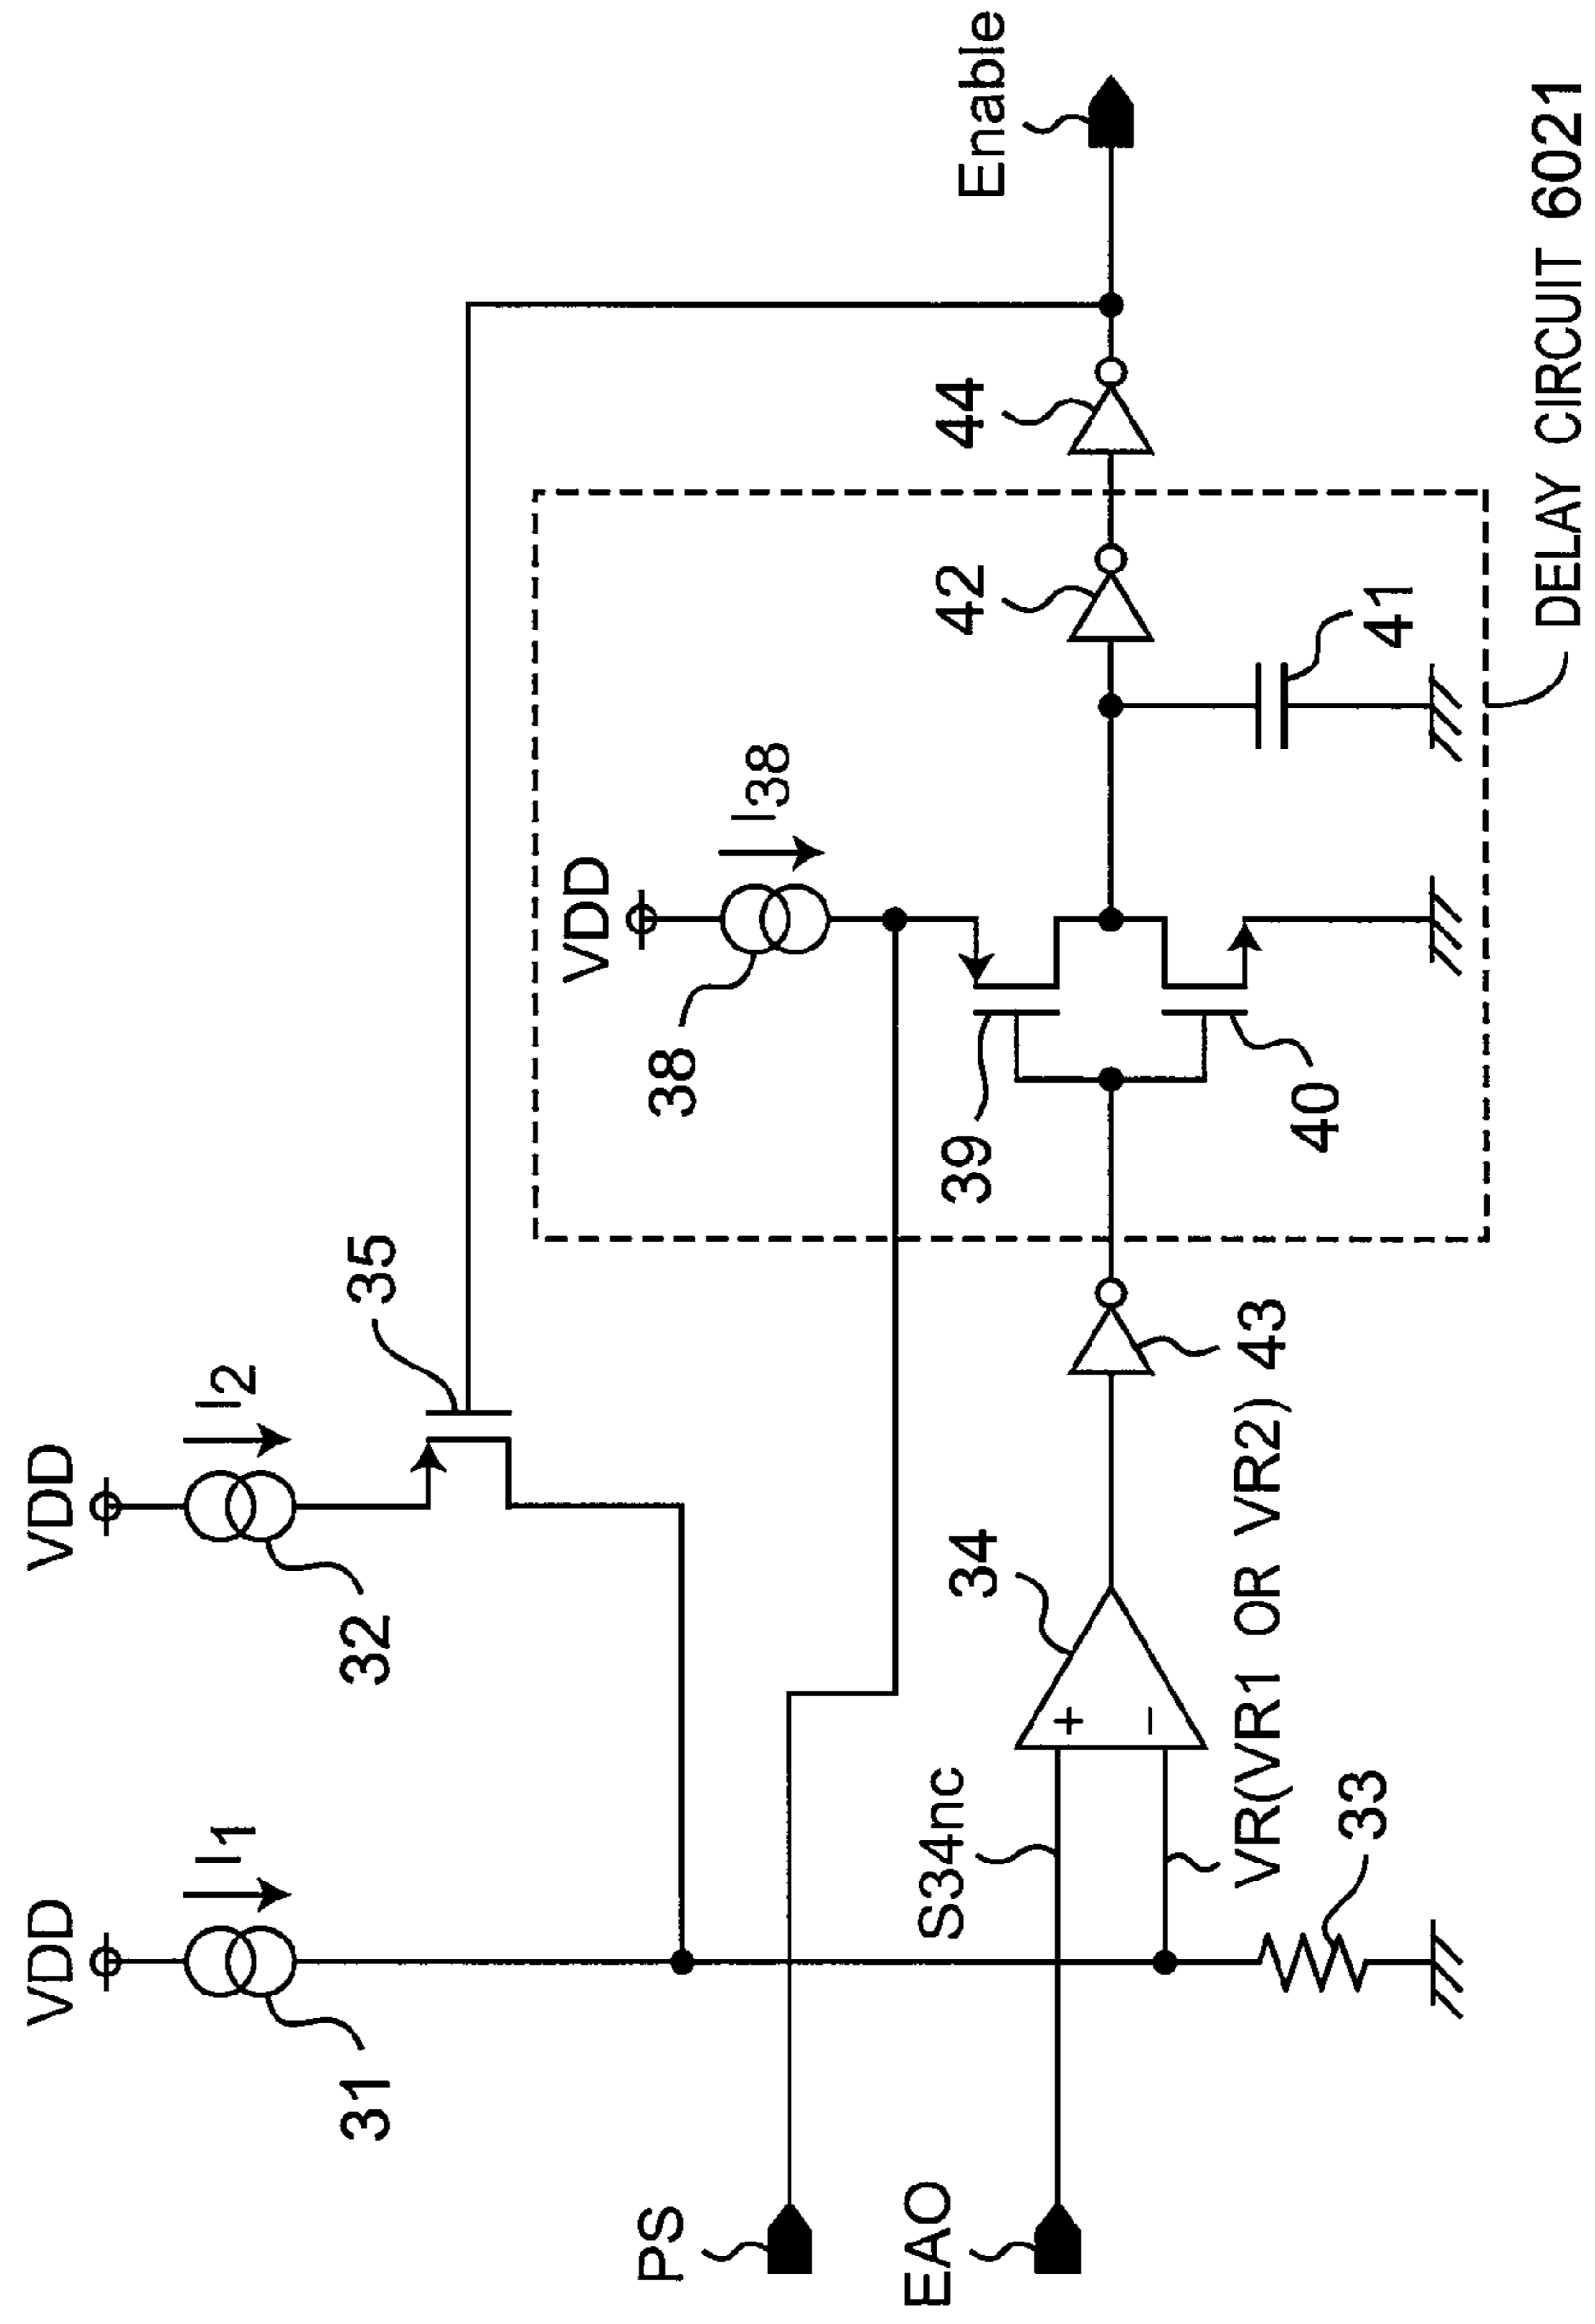 VDD
I1
31
VDD
I2
32
35
PS
EAO
S34nc
34
VR(VR1 OR VR2)
33
43
VDD
I38
38
39
40
42
41
44
Enable
DELAY CIRCUIT 6021
+
−